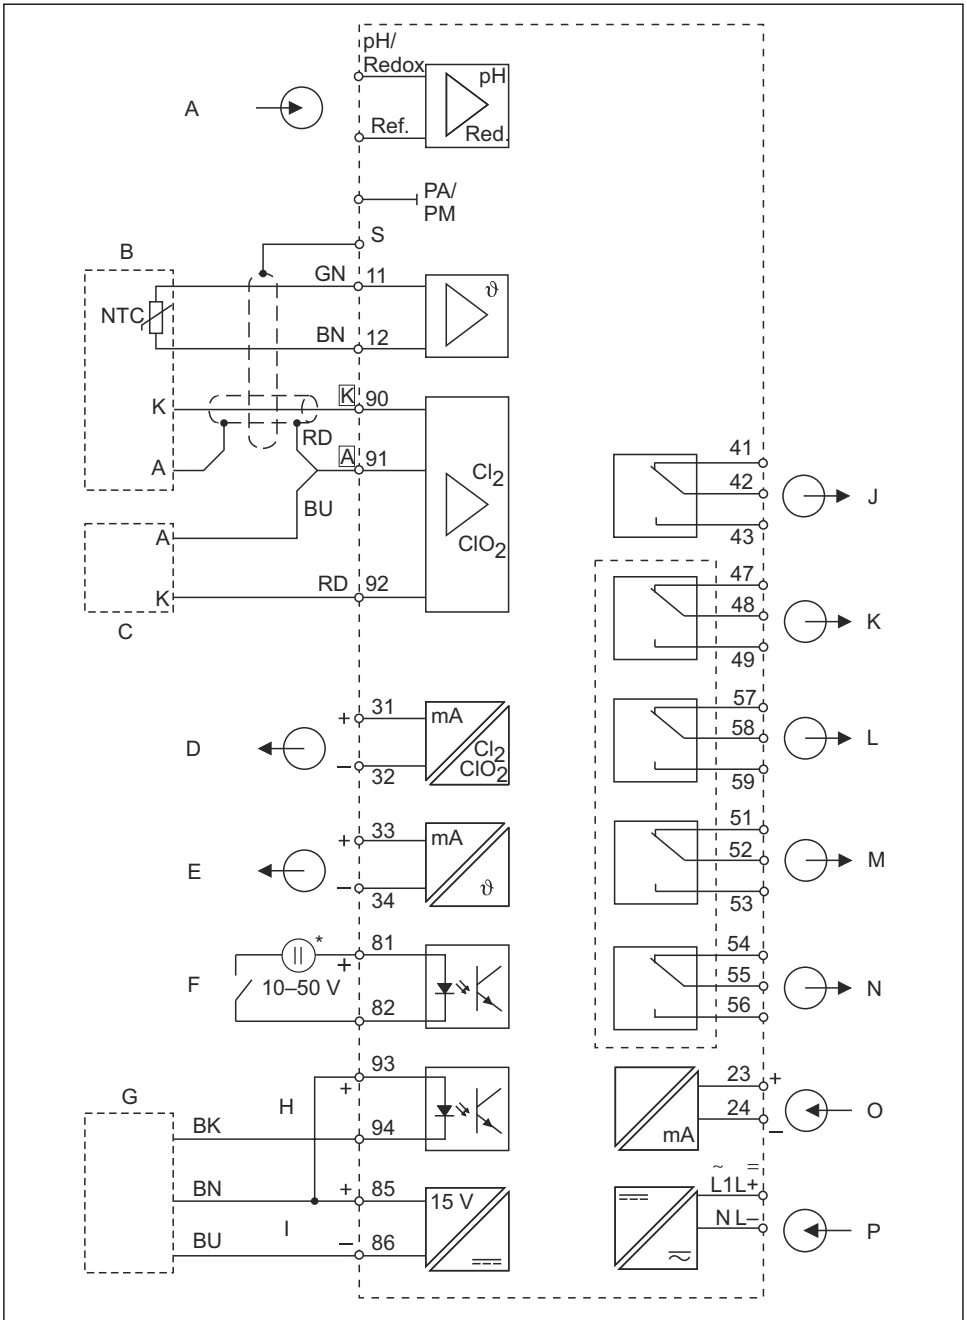 pH/
Redox
pH
A
Ref.
Red.
PA/
PM
S
B
GN
11
ϑ
NTC
BN
12
K
K
90
RD
A
A
91
Cl2
BU
ClO2
A
K
RD
92
C
41
42
J
43
47
48
K
49
57
58
L
59
51
52
M
53
54
55
N
56
+
31
mA
D
Cl2
ClO2
–
32
+
33
mA
E
ϑ
–
34
*
81
+
F
10–50 V
82
93
+
G
H
BK
94
BN
+
85
15 V
I
BU
–
86
23
+
24
O
–
mA
~ =
L1L+
N L–
P